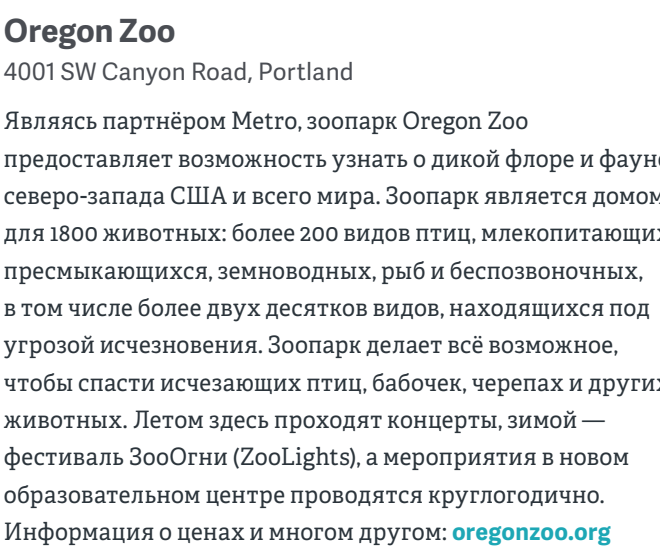 Oregon Zoo
4001 SW Canyon Road, Portland
Являясь партнёром Metro, зоопарк Oregon Zoo
предоставляет возможность узнать о дикой флоре и фауне
северо-запада США и всего мира. Зоопарк является домом
для 1800 животных: более 200 видов птиц, млекопитающих
пресмыкающихся, земноводных, рыб и беспозвоночных,
в том числе более двух десятков видов, находящихся под
угрозой исчезновения. Зоопарк делает всё возможное,
чтобы спасти исчезающих птиц, бабочек, черепах и других
животных. Летом здесь проходят концерты, зимой —
фестиваль ЗооОгни (ZooLights), а мероприятия в новом
образовательном центре проводятся круглогодично.
Информация о ценах и многом другом: oregonzoo.org